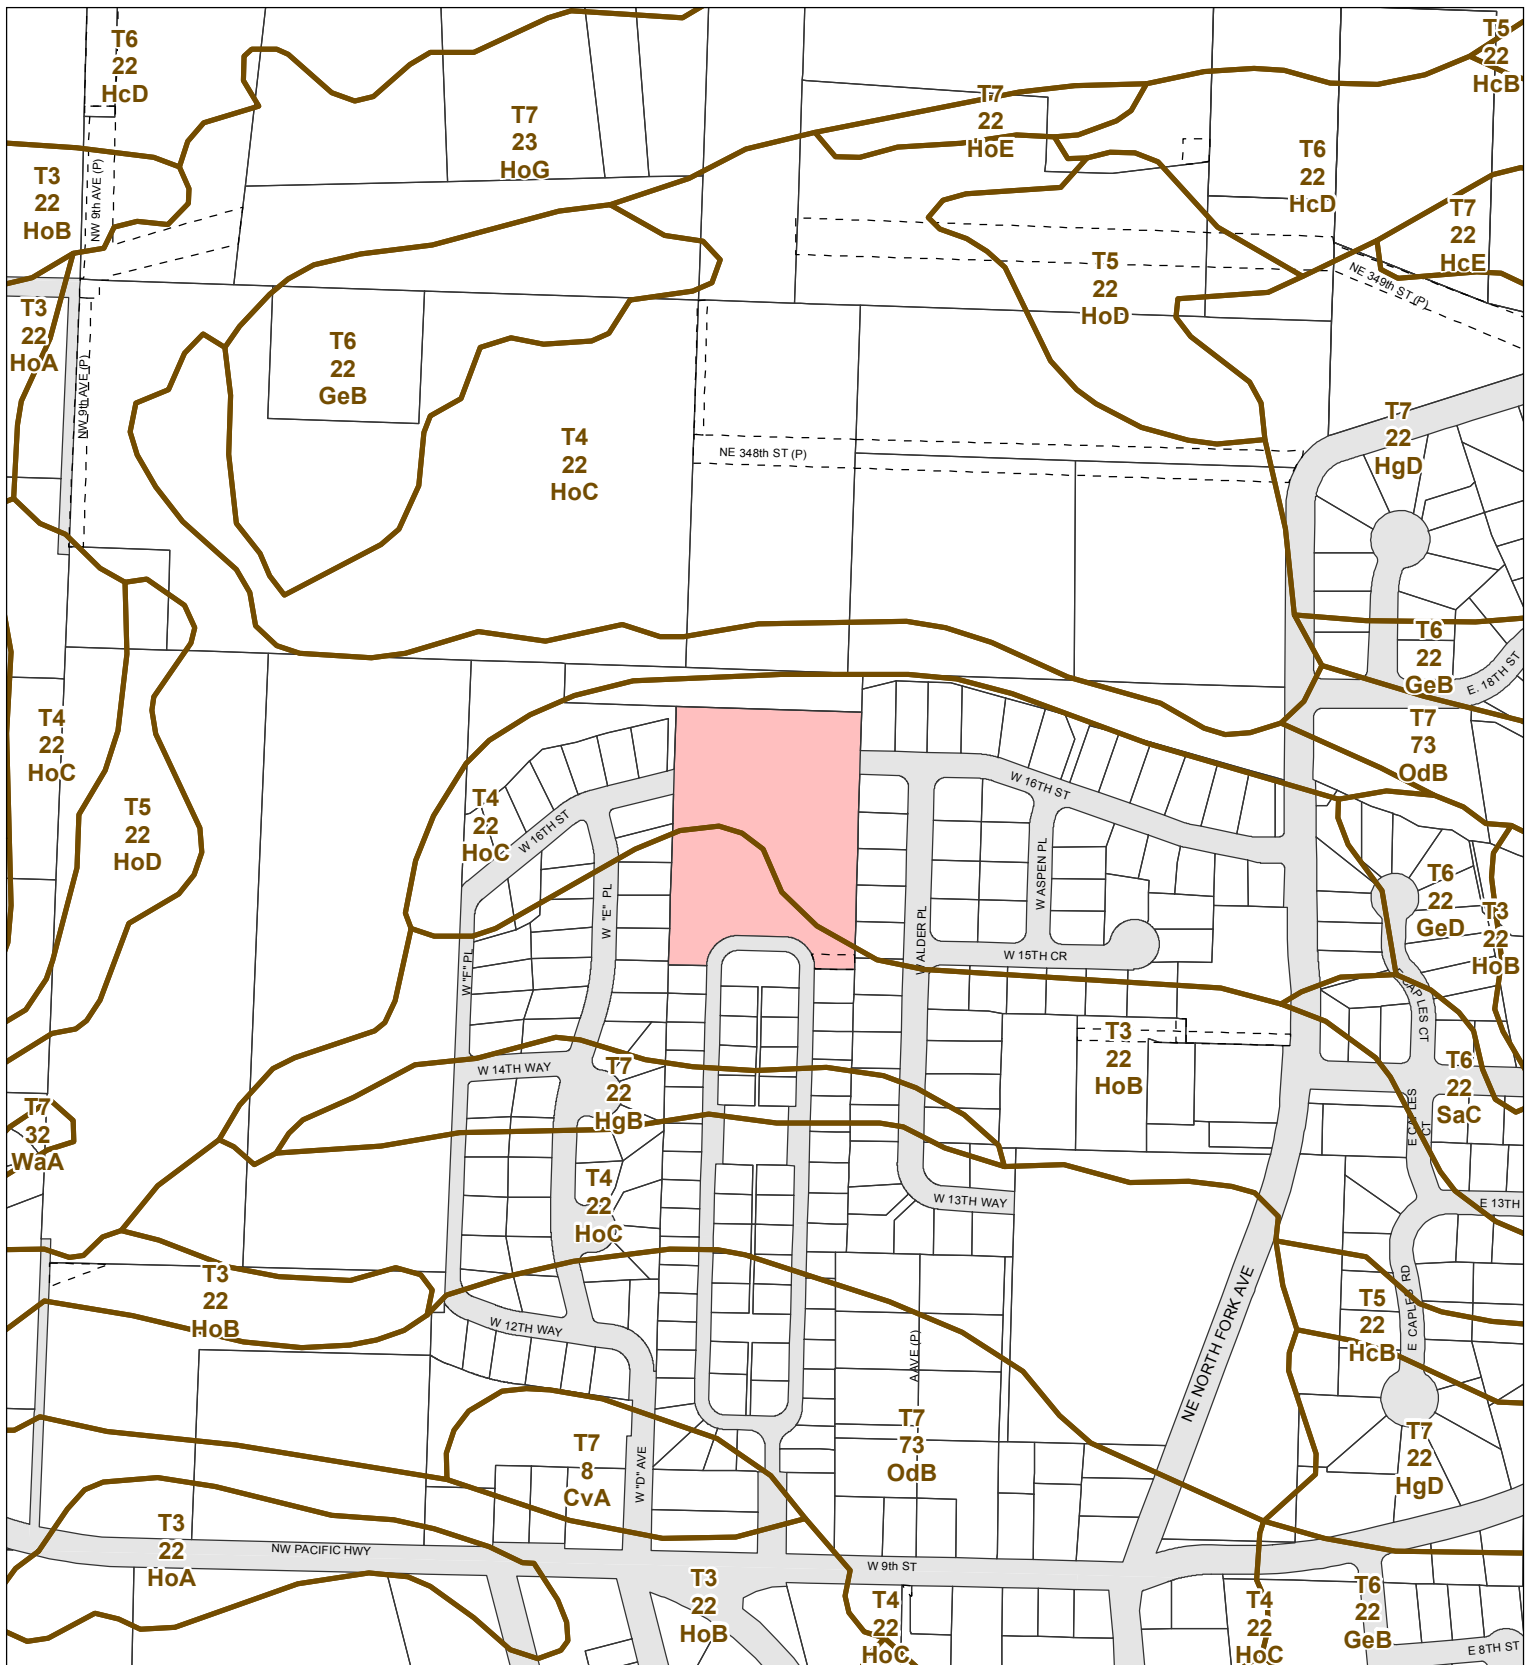 T6
22
HcD
T5
22
HcB
T7
23
HoG
T7
22
HoE
T6
22
HcD
T3
22
HoB
NW 9th AVE (P)
T7
22
HcE
T5
22
HoD
NE 349th ST (P)
T3
22
HoA
NW 9th AVE (P)
T6
22
GeB
T4
22
HoC
NE 348th ST (P)
T7
22
HgD
T6
22
GeB
E. 18TH ST
T4
22
HoC
T7
73
OdB
T5
22
HoD
T4
22
HoC
W 16TH ST
W 16TH ST
W ASPEN PL
W "E" PL
W "F" PL
W ALDER PL
W 15TH CR
T6
22
GeD
T3
22
HoB
E CAPLES CT
T3
22
HoB
W 14TH WAY
T7
22
HgB
T6
22
SaC
E CAPLES CT
T7
32
WaA
T4
22
HoC
W 13TH WAY
E 13TH
T3
22
HoB
W 12TH WAY
NE NORTH FORK AVE
T5
22
HcB
E CAPLES RD
A AVE (P)
T7
73
OdB
T7
8
CvA
W "D" AVE
T7
22
HgD
T3
22
HoA
NW PACIFIC HWY
W 9th ST
T3
22
HoB
T4
22
HoC
T4
22
HoC
T6
22
GeB
E 8TH ST